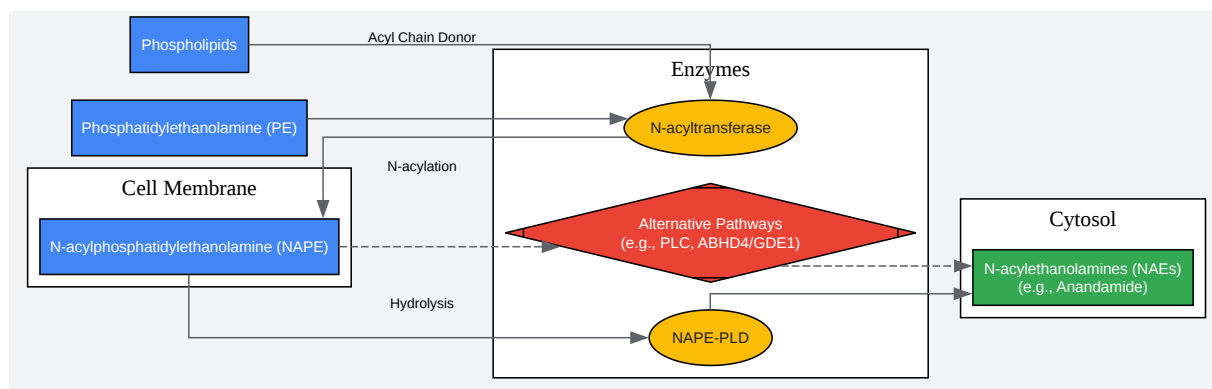 Phospholipids
Acyl Chain Donor
Enzymes
Phosphatidylethanolamine (PE)
N-acyltransferase
N-acylation
Cell Membrane
N-acylphosphatidylethanolamine (NAPE)
Alternative Pathways
(e.g., PLC, ABHD4/GDE1)
Cytosol
N-acylethanolamines (NAEs)
(e.g., Anandamide)
Hydrolysis
NAPE-PLD